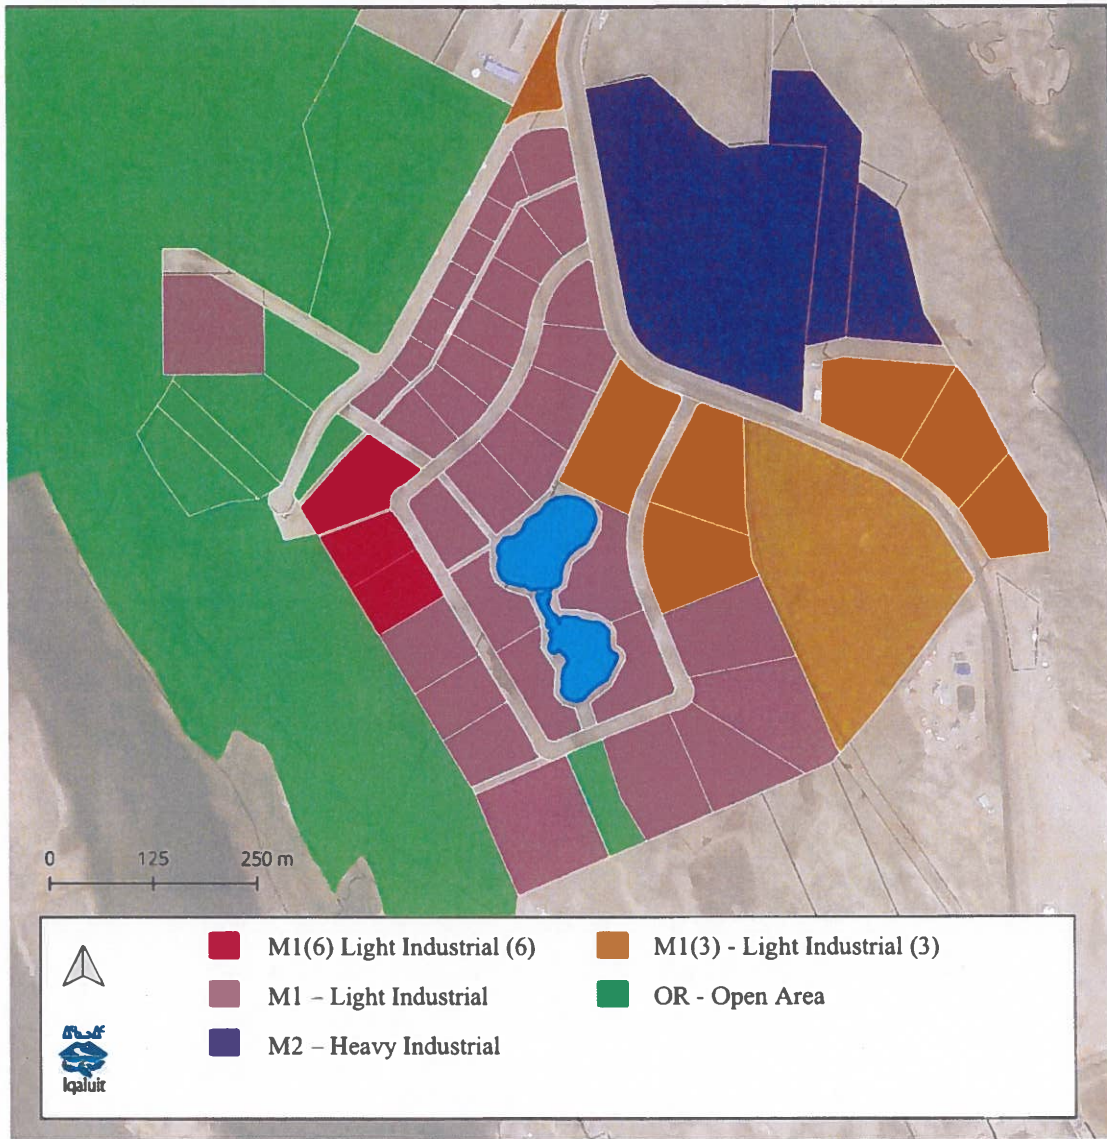 0 125 250 m
M1(6) Light Industrial (6)
M1(3) - Light Industrial (3)
M1 – Light Industrial
OR - Open Area
M2 – Heavy Industrial
Iqaluit